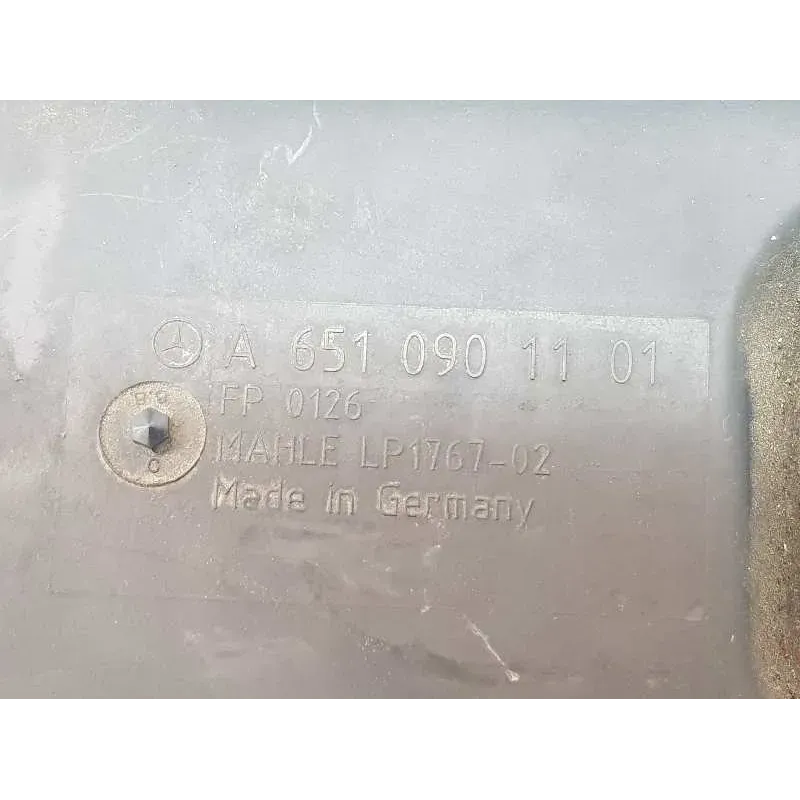 A 651 090 11 01
FP 0126
MAHLE LP1767-02
Made in Germany